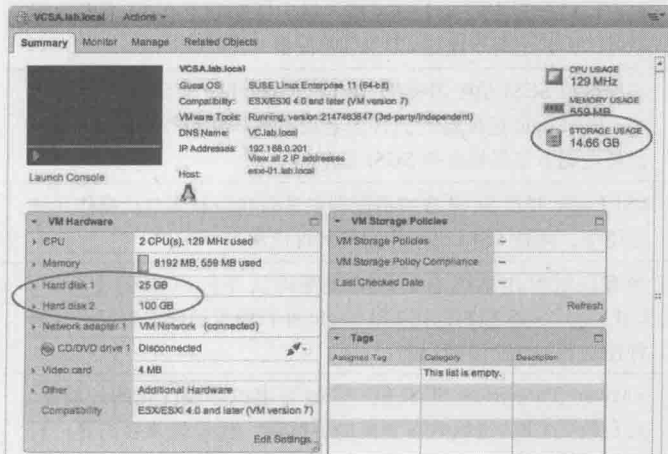 VCSA.lab.local Actions
Summary Monitor Manage Related Objects
VCSA.lab.local
Guest OS: SUSE Linux Enterprise 11 (64-bit)
Compatibility: ESX/ESXi 4.0 and later (VM version 7)
VMware Tools: Running, version:2147483647 (3rd-party/Independent)
DNS Name: VC.lab.local
IP Addresses: 192.168.0.201
View all 2 IP addresses
Host: esxi-01.lab.local
Launch Console
CPU USAGE
129 MHz
MEMORY USAGE
559 MB
STORAGE USAGE
14.66 GB
VM Hardware
CPU 2 CPU(s), 129 MHz used
Memory 8192 MB, 559 MB used
Hard disk 1 25 GB
Hard disk 2 100 GB
Network adapter 1 VM Network (connected)
CD/DVD drive 1 Disconnected
Video card 4 MB
Other Additional Hardware
Compatibility ESX/ESXi 4.0 and later (VM version 7)
Edit Settings...
VM Storage Policies
VM Storage Policies --
VM Storage Policy Compliance --
Last Checked Date --
Refresh
Tags
Assigned Tag Category Description
This list is empty.